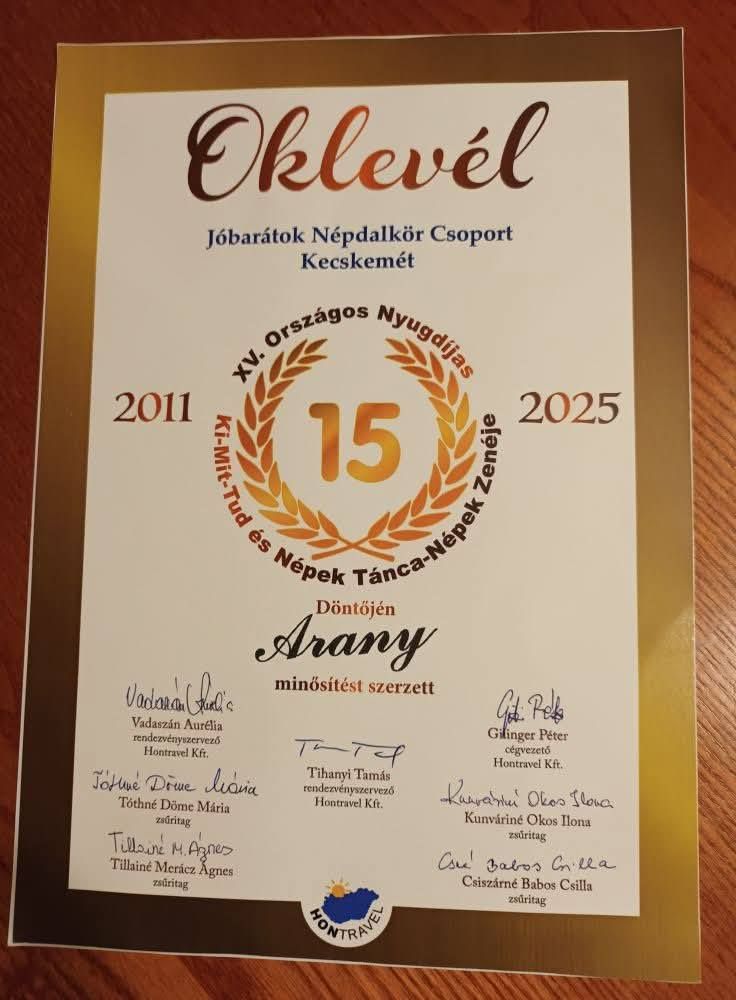 Oklevél
Jóbarátok Népdalkör Csoport
Kecskemét
XV. Országos Nyugdíjas
2011
15
2025
Ki-Mit-Tud és Népek Tánca-Népek Zenéje
Döntőjén
Arany
minősítést szerzett
Vadaszán Aurélia
rendezvényszervező
Hontravel Kft.
Gilinger Péter
cégvezető
Hontravel Kft.
Tihanyi Tamás
rendezvényszervező
Hontravel Kft.
Tóthné Döme Mária
Tóthné Döme Mária
zsűritag
Kunváriné Okos Ilona
Kunváriné Okos Ilona
zsűritag
Tillainé M. Ágnes
Tillainé Merácz Ágnes
zsűritag
Csné Babos Csilla
Csiszárné Babos Csilla
zsűritag
HONTRAVEL